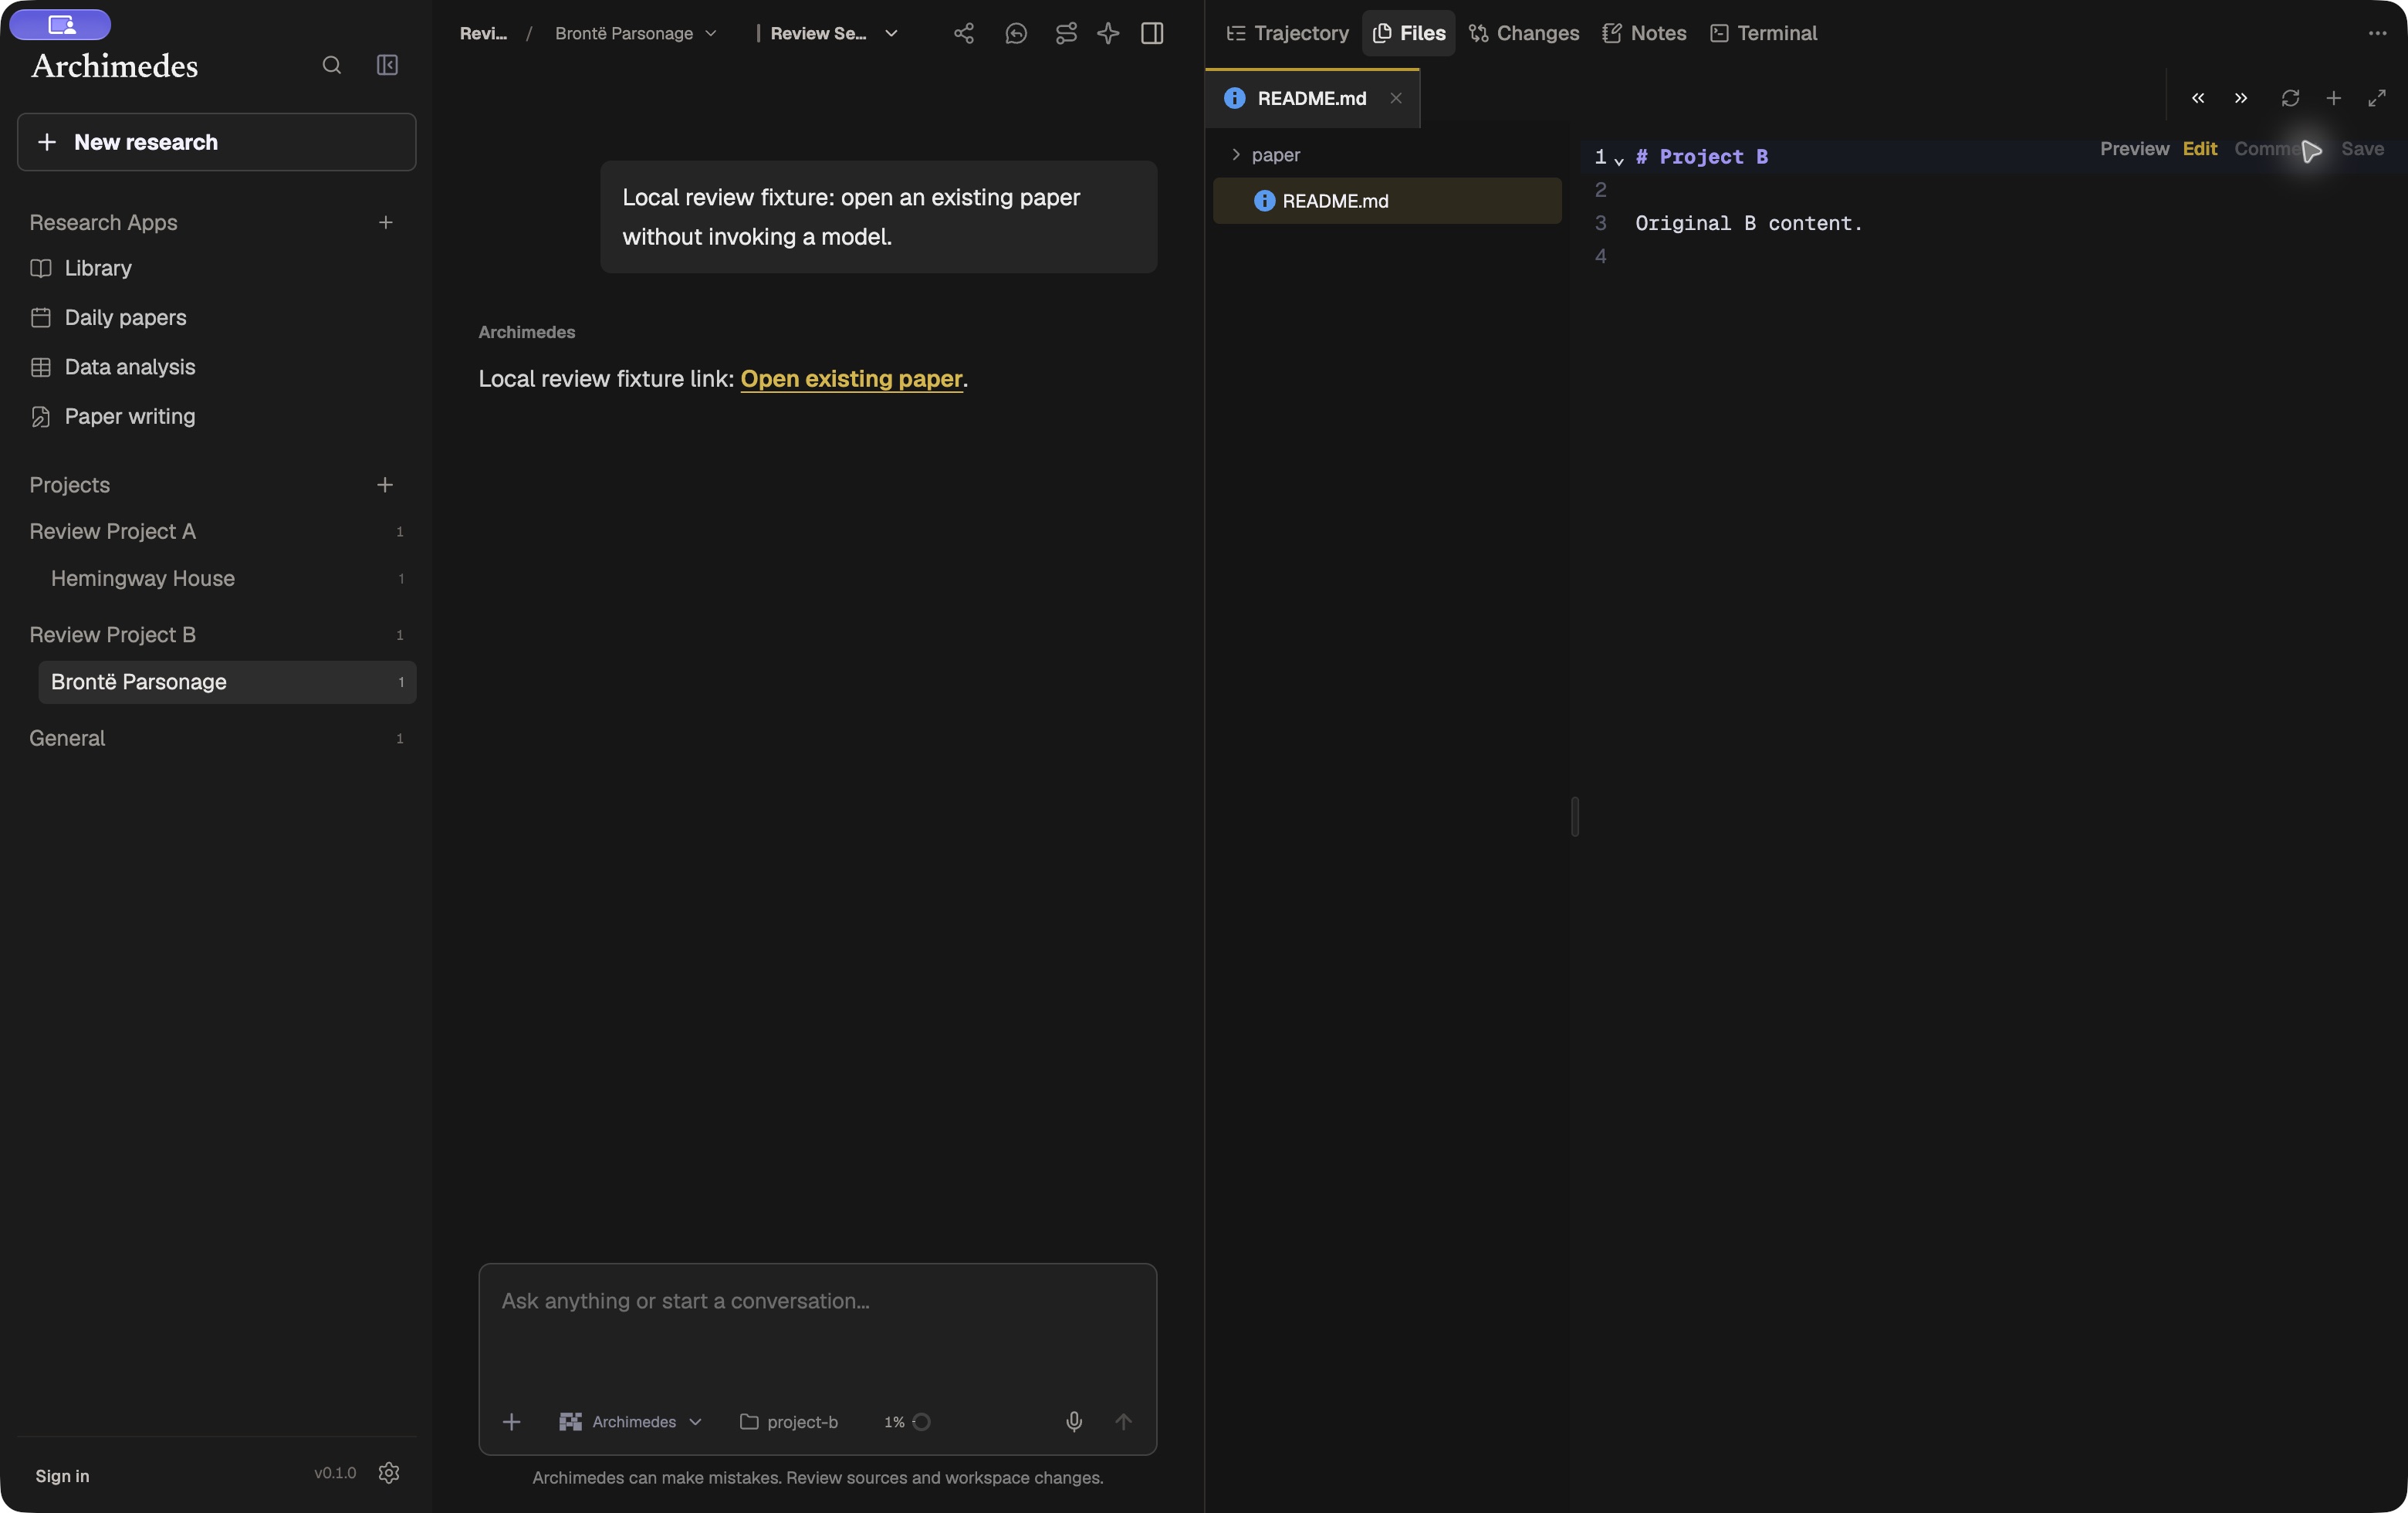 Archimedes
New research
Research Apps
Library
Daily papers
Data analysis
Paper writing
Projects
Review Project A 1
Hemingway House 1
Review Project B 1
Brontë Parsonage 1
General 1
Sign in v0.1.0
Revi... / Brontë Parsonage | Review Se...
Local review fixture: open an existing paper
without invoking a model.
Archimedes
Local review fixture link: Open existing paper.
Ask anything or start a conversation...
Archimedes project-b 1%
Archimedes can make mistakes. Review sources and workspace changes.
Trajectory Files Changes Notes Terminal
README.md
paper
README.md
Preview Edit Comme Save
1 # Project B
2
3 Original B content.
4